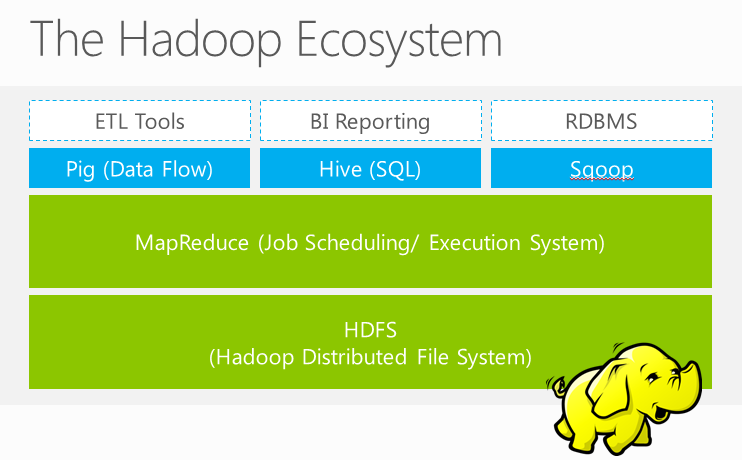 The Hadoop Ecosystem
ETL Tools
BI Reporting
RDBMS
Pig (Data Flow)
Hive (SQL)
Sqoop
MapReduce (Job Scheduling/ Execution System)
HDFS
(Hadoop Distributed File System)